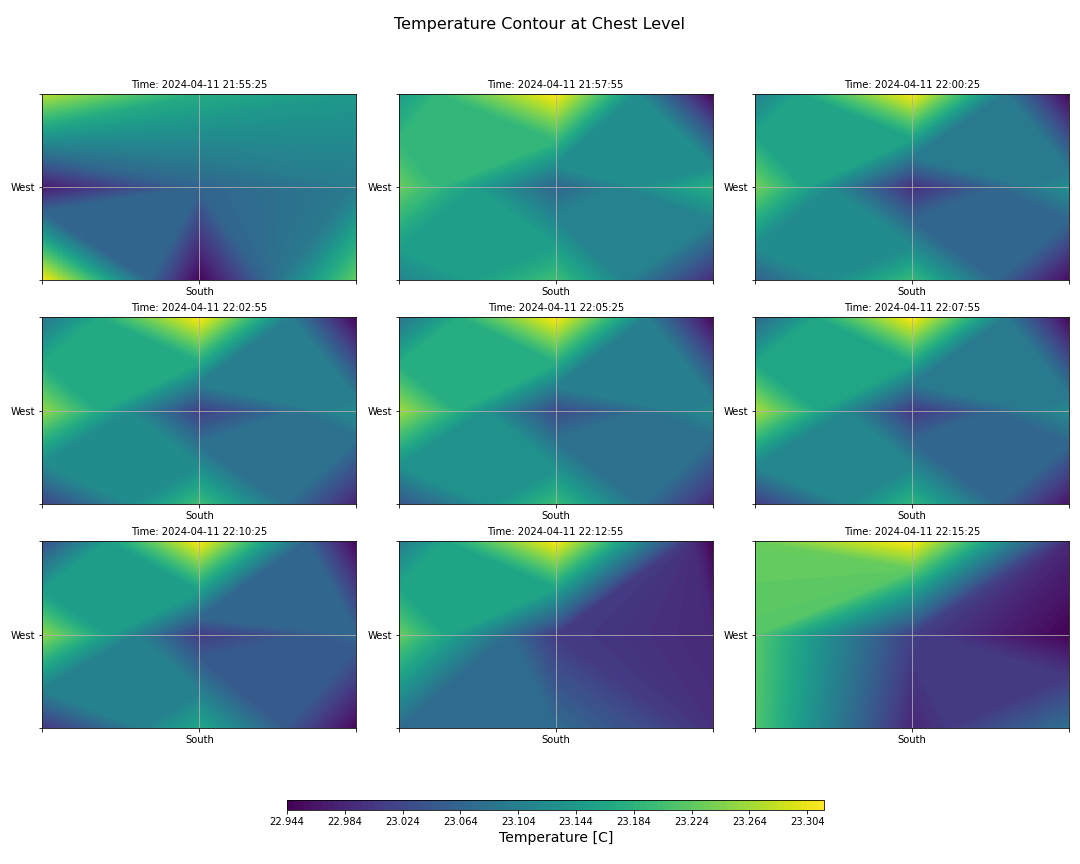 Temperature Contour at Chest Level
Time: 2024-04-11 21:55:25
Time: 2024-04-11 21:57:55
Time: 2024-04-11 22:00:25
West
West
West
South
South
South
Time: 2024-04-11 22:02:55
Time: 2024-04-11 22:05:25
Time: 2024-04-11 22:07:55
West
West
West
South
South
South
Time: 2024-04-11 22:10:25
Time: 2024-04-11 22:12:55
Time: 2024-04-11 22:15:25
West
West
West
South
South
South
22.944 22.984 23.024 23.064 23.104 23.144 23.184 23.224 23.264 23.304
Temperature [C]